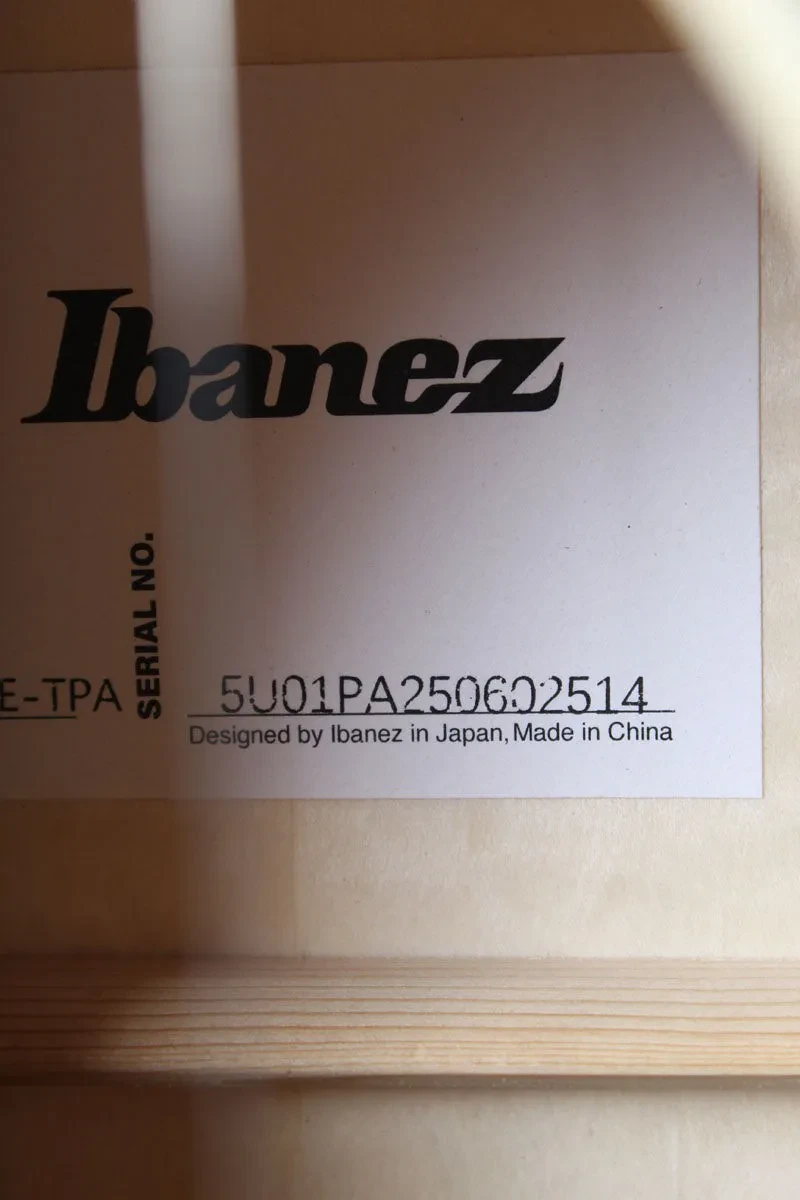 Ibanez
E-TPA
SERIAL NO.
5U01PA250602514
Designed by Ibanez in Japan, Made in China